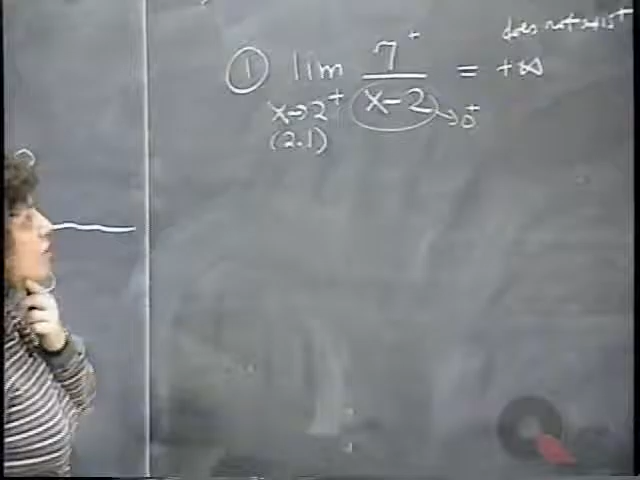 does not exist
① lim 7⁺ / x-2 = +∞
x→2⁺ →0⁺
(2.1)